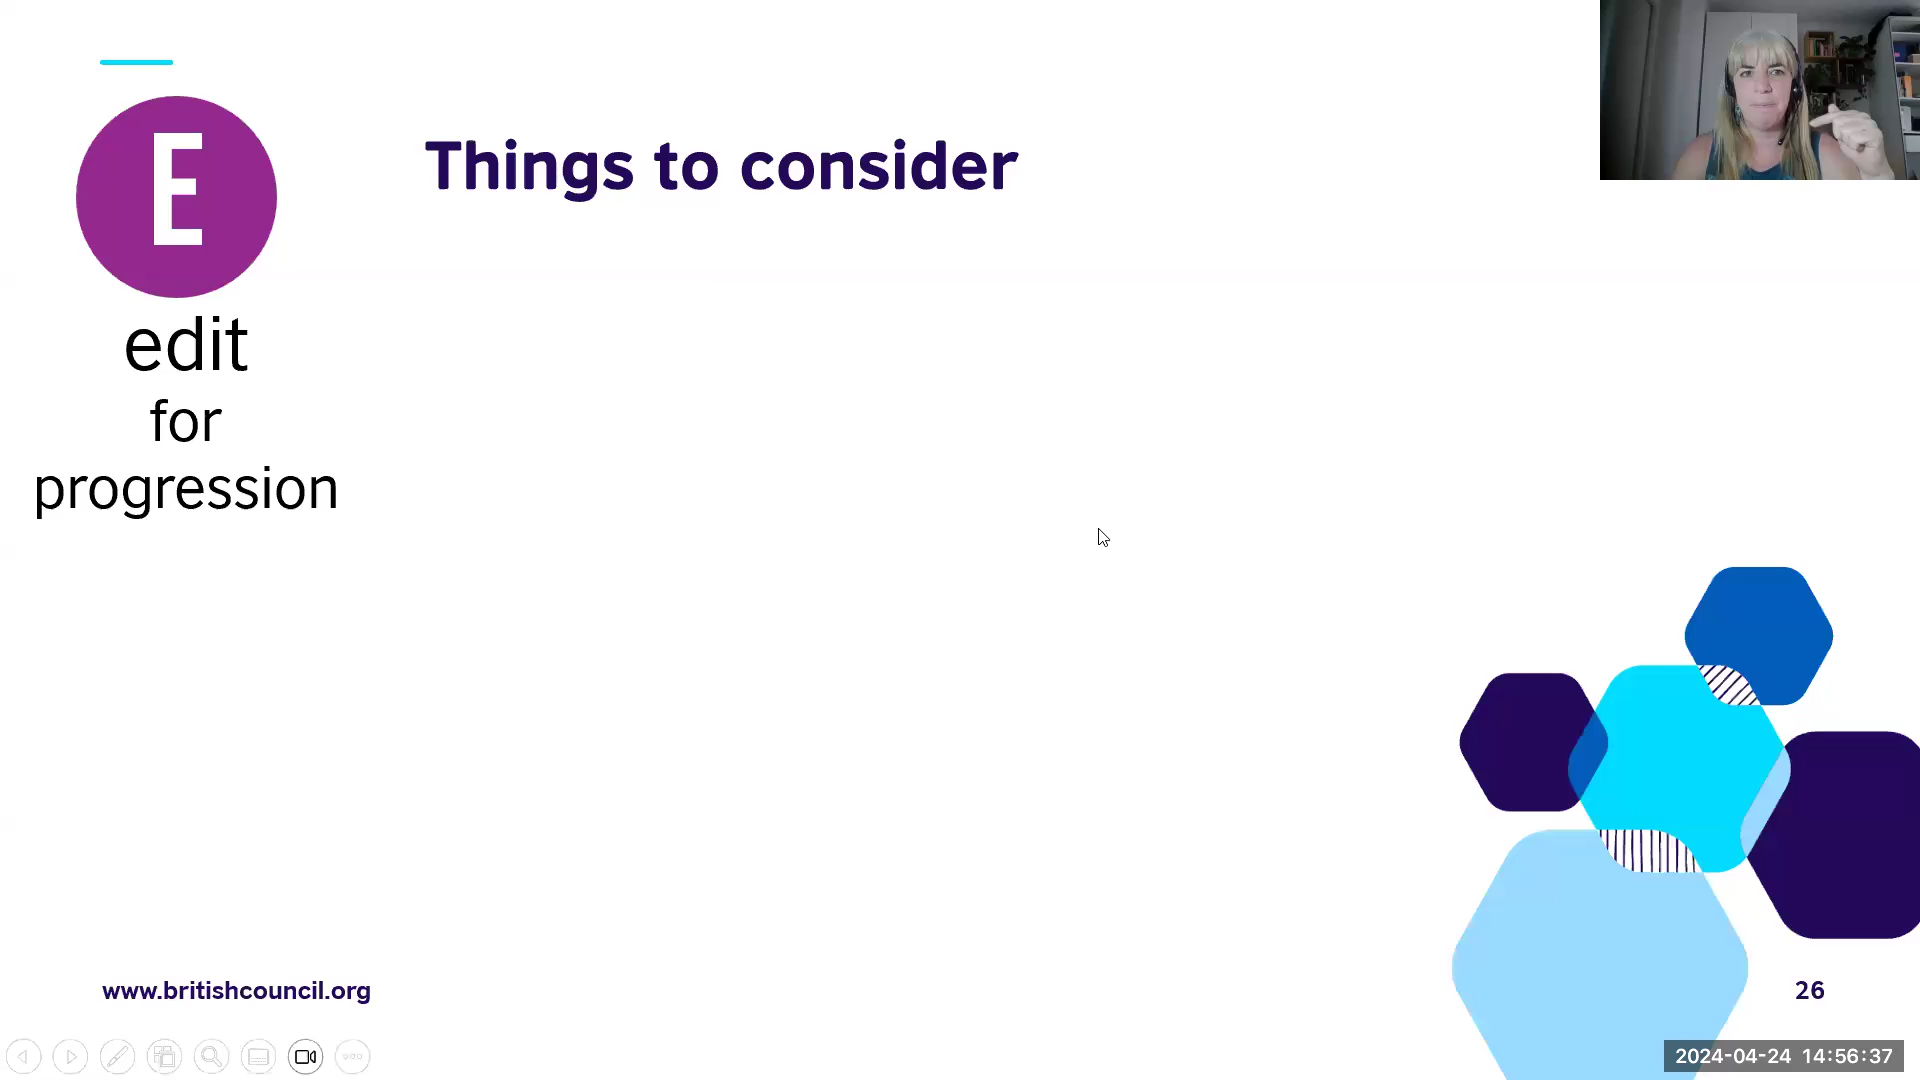 E
edit
for
progression
Things to consider
www.britishcouncil.org
26
2024-04-24 14:56:37